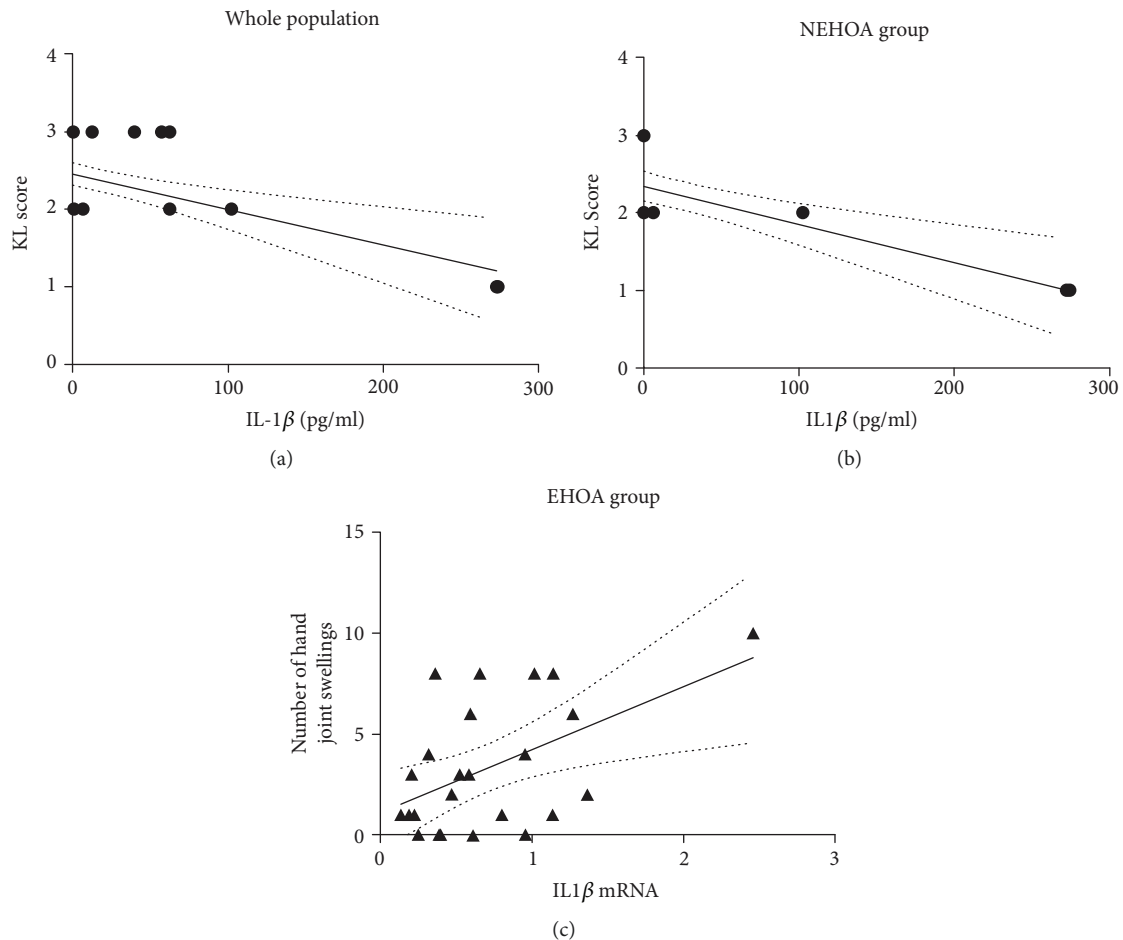 Whole population
4
3
2
1
0
KL score
0 100 200 300
IL-1β (pg/ml)
(a)
NEHOA group
4
3
2
1
0
KL Score
0 100 200 300
IL1β (pg/ml)
(b)
EHOA group
15
10
5
0
Number of hand
joint swellings
0 1 2 3
IL1β mRNA
(c)